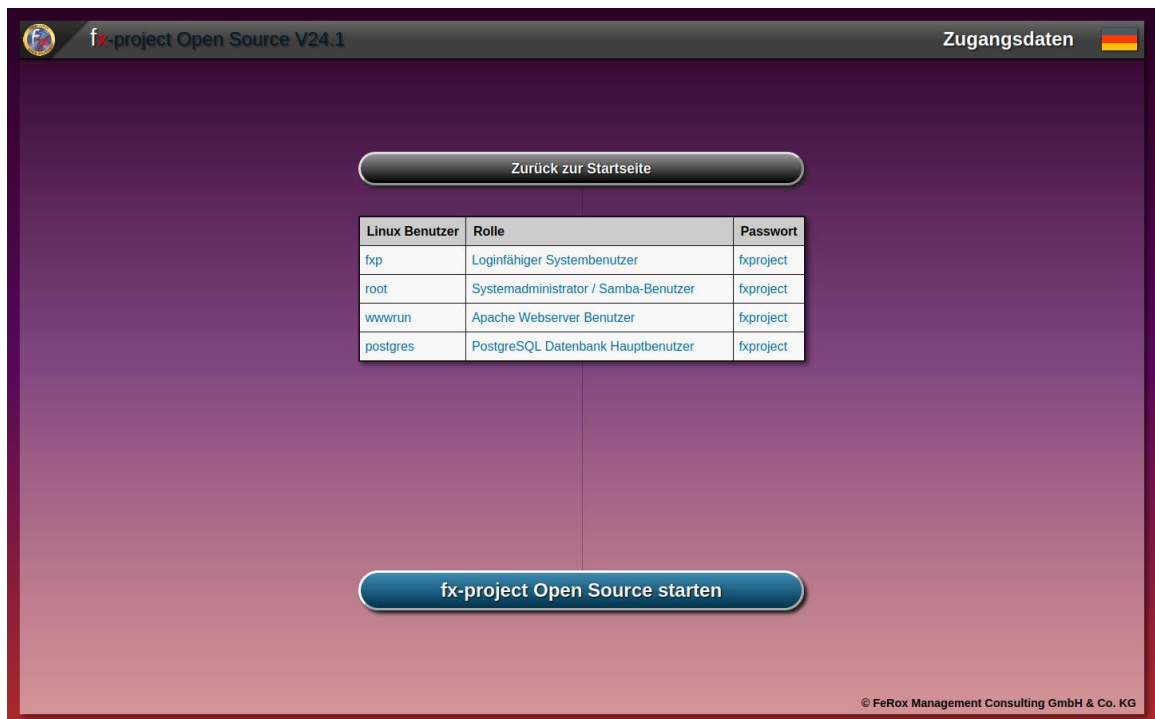 fx-project Open Source V24.1 Zugangsdaten
Zurück zur Startseite
Linux Benutzer Rolle Passwort
fxp Loginfähiger Systembenutzer fxproject
root Systemadministrator / Samba-Benutzer fxproject
wwwrun Apache Webserver Benutzer fxproject
postgres PostgreSQL Datenbank Hauptbenutzer fxproject
fx-project Open Source starten
© FeRox Management Consulting GmbH & Co. KG